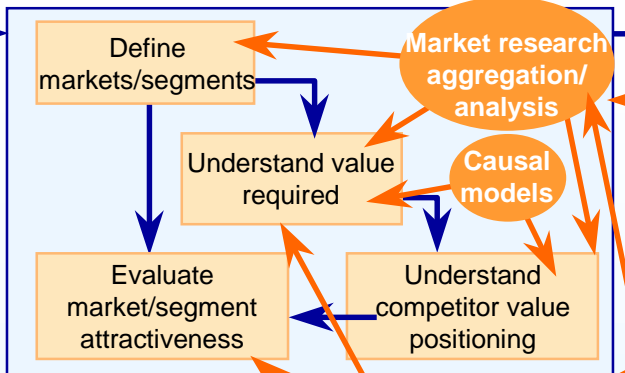 Define
markets/segments
Market research
aggregation/
analysis
Understand value
required
Causal
models
Evaluate
market/segment
attractiveness
Understand
competitor value
positioning